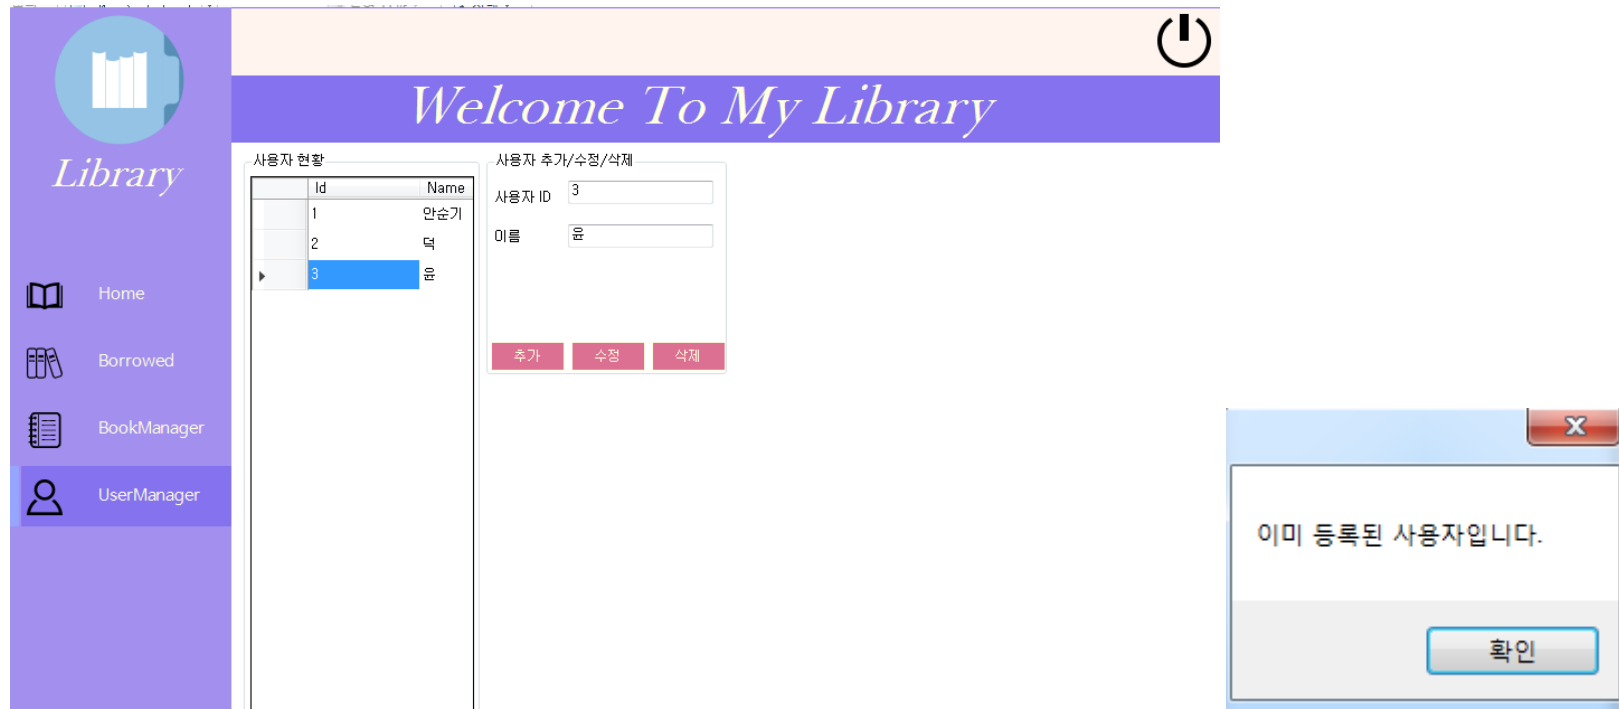 Welcome To My Library
Library
Home
Borrowed
BookManager
UserManager
사용자 현황
Id Name
1 안순기
2 덕
3 윤
사용자 추가/수정/삭제
사용자 ID 3
이름 윤
추가 수정 삭제
이미 등록된 사용자입니다.
확인